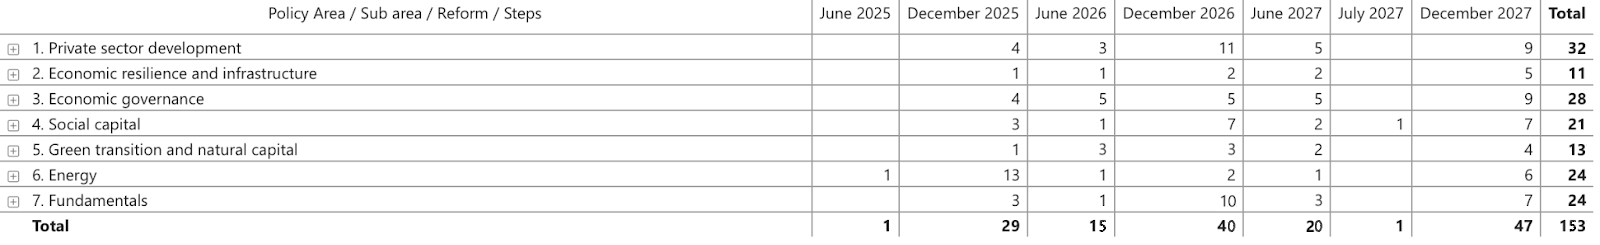 Policy Area / Sub area / Reform / Steps June 2025 December 2025 June 2026 December 2026 June 2027 July 2027 December 2027 Total
1. Private sector development 4 3 11 5 9 32
2. Economic resilience and infrastructure 1 1 2 2 5 11
3. Economic governance 4 5 5 5 9 28
4. Social capital 3 1 7 2 1 7 21
5. Green transition and natural capital 1 3 3 2 4 13
6. Energy 1 13 1 2 1 6 24
7. Fundamentals 3 1 10 3 7 24
Total 1 29 15 40 20 1 47 153